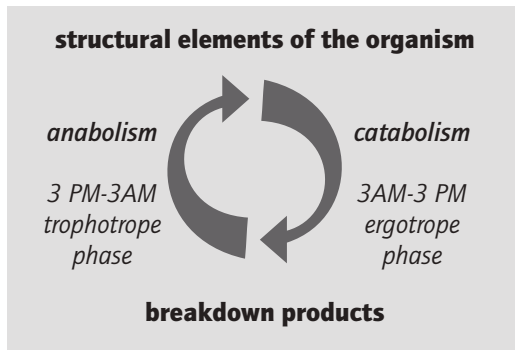 structural elements of the organism
anabolism
3 PM-3AM
trophotrope
phase
catabolism
3AM-3 PM
ergotrope
phase
breakdown products